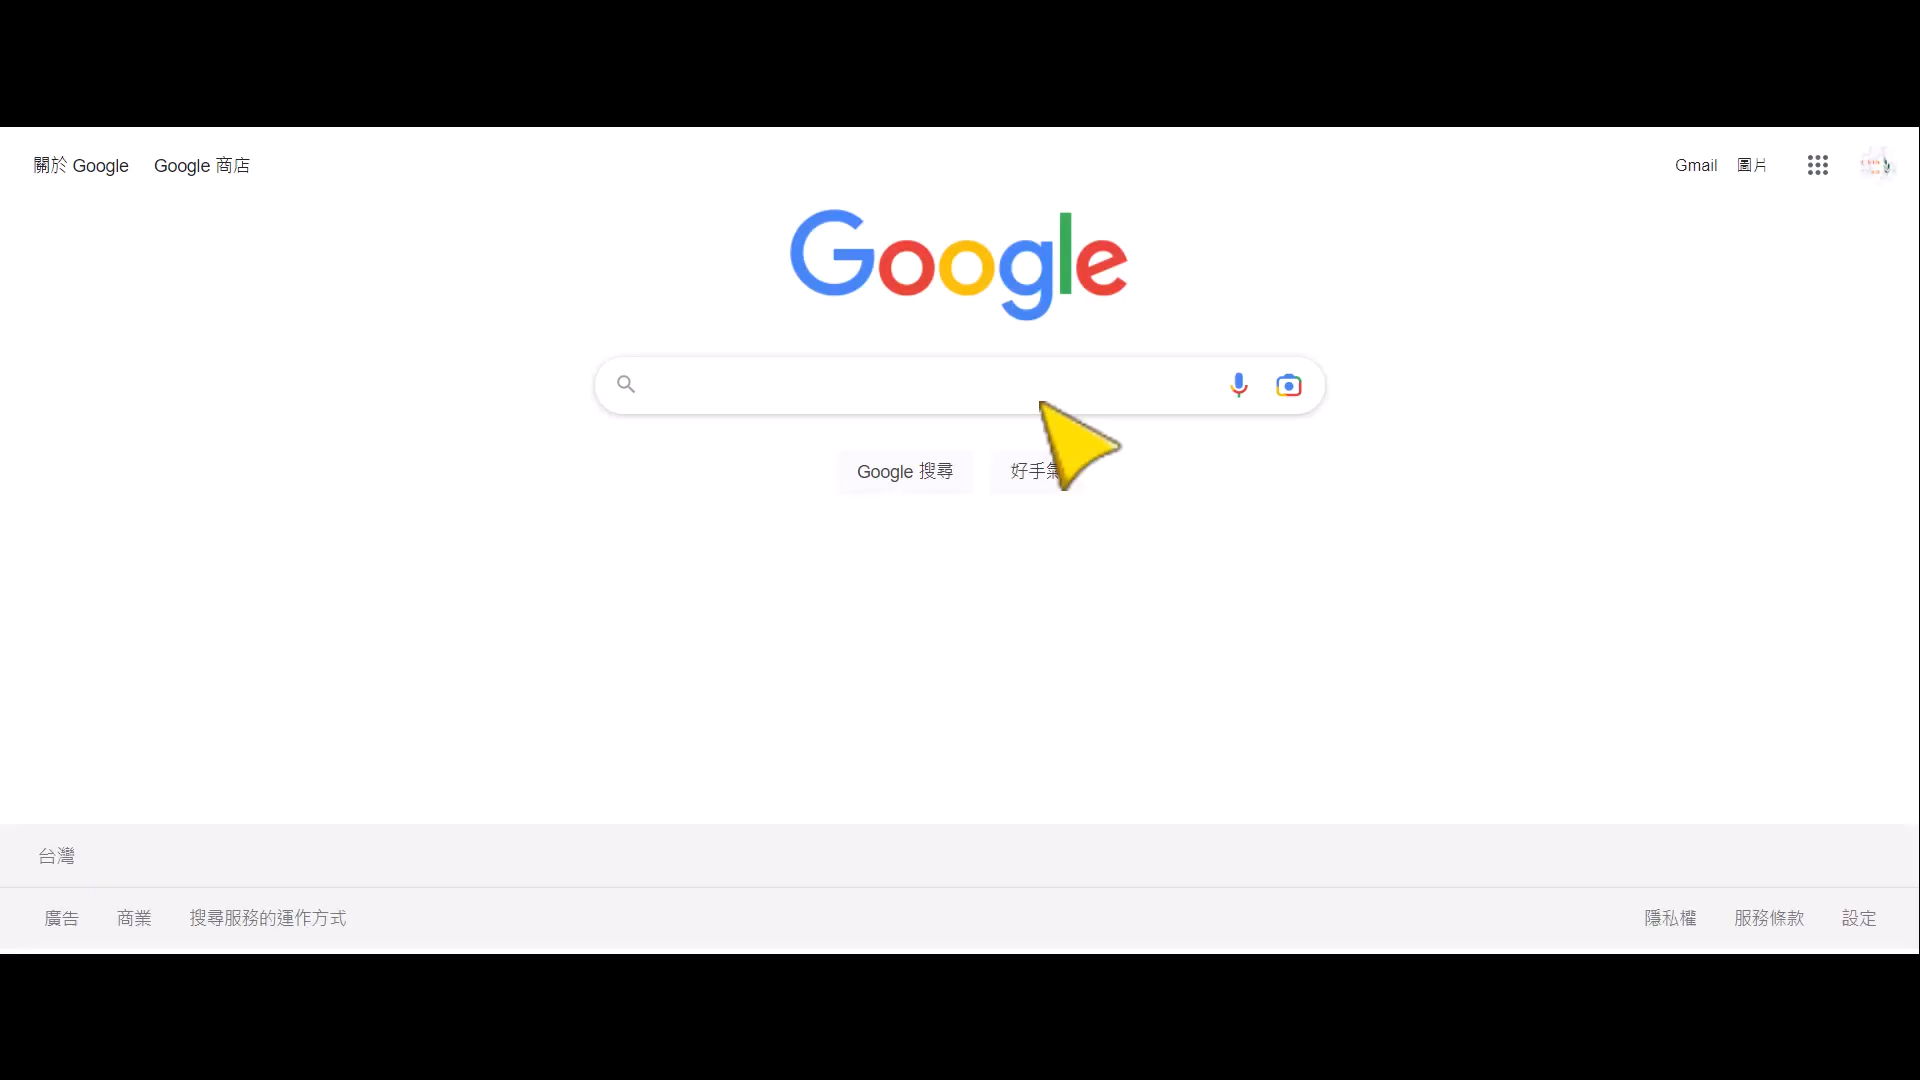 關於 Google Google 商店 Gmail 圖片
Google
Google 搜尋 好手氣
台灣
廣告 商業 搜尋服務的運作方式 隱私權 服務條款 設定